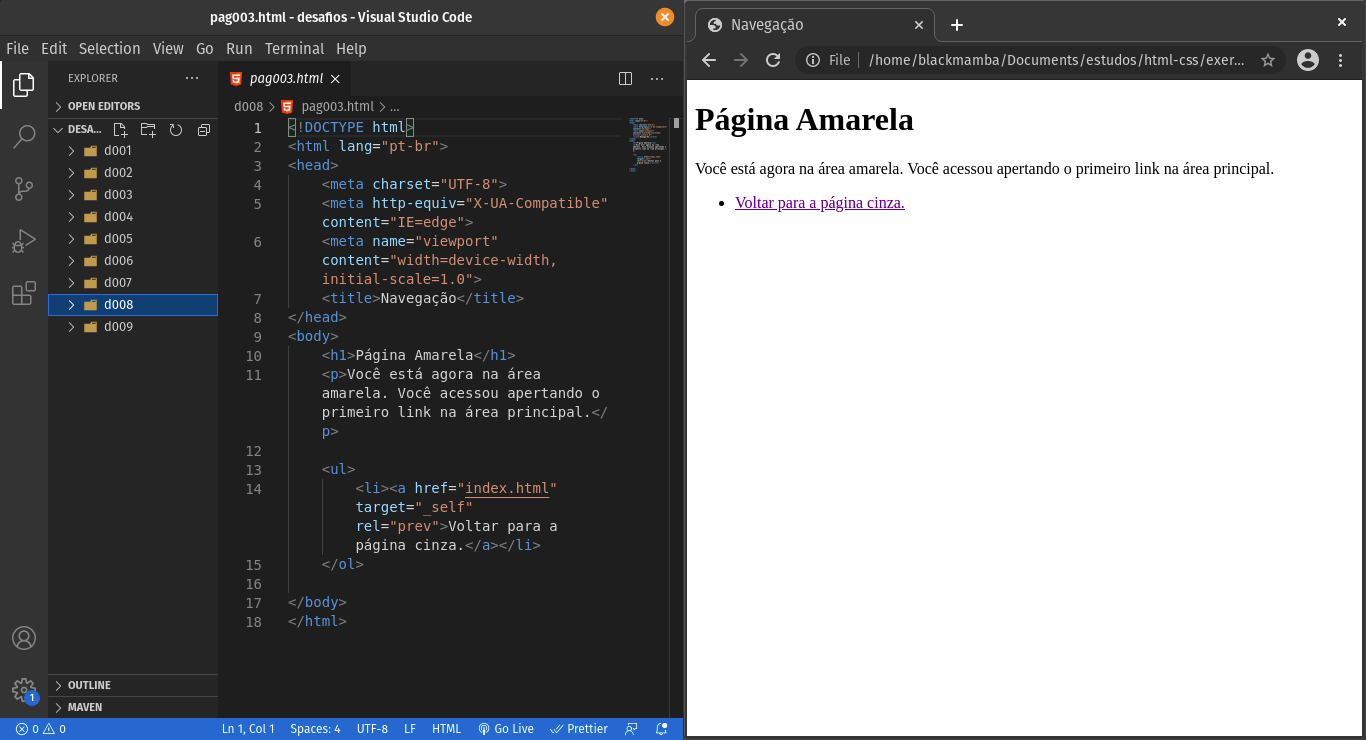 pag003.html - desafios - Visual Studio Code
File Edit Selection View Go Run Terminal Help
EXPLORER
OPEN EDITORS
DESA...
d001
d002
d003
d004
d005
d006
d007
d008
d009
OUTLINE
MAVEN
1
pag003.html
d008 > pag003.html > ...
1 <!DOCTYPE html>
2 <html lang="pt-br">
3 <head>
4 <meta charset="UTF-8">
5 <meta http-equiv="X-UA-Compatible"
content="IE=edge">
6 <meta name="viewport"
content="width=device-width,
initial-scale=1.0">
7 <title>Navegação</title>
8 </head>
9 <body>
10 <h1>Página Amarela</h1>
11 <p>Você está agora na área
amarela. Você acessou apertando o
primeiro link na área principal.</
p>
12
13 <ul>
14 <li><a href="index.html"
target="_self"
rel="prev">Voltar para a
página cinza.</a></li>
15 </ol>
16
17 </body>
18 </html>
0 0 Ln 1, Col 1 Spaces: 4 UTF-8 LF HTML Go Live Prettier
Navegação
File /home/blackmamba/Documents/estudos/html-css/exer...
Página Amarela
Você está agora na área amarela. Você acessou apertando o primeiro link na área principal.
• Voltar para a página cinza.